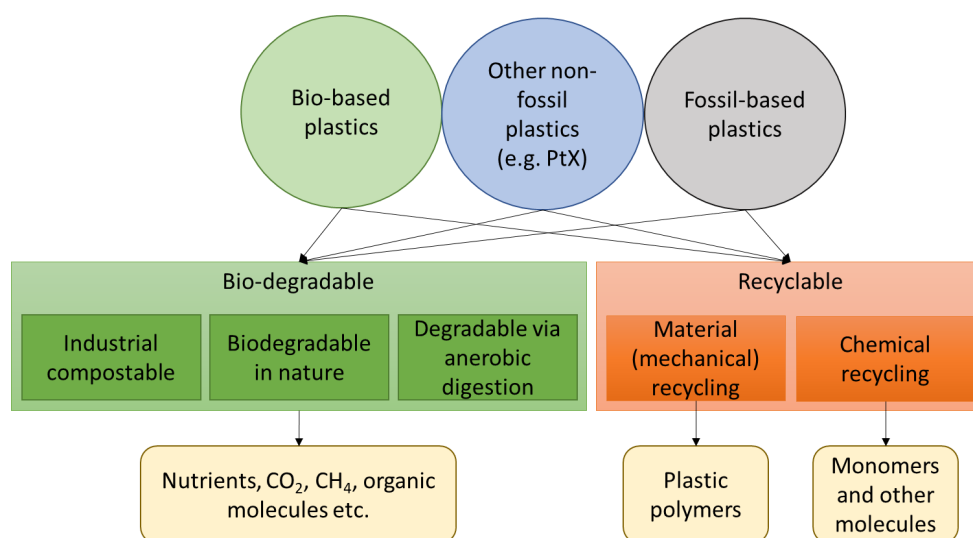 Bio-based
plastics
Other non-
fossil
plastics
(e.g. PtX)
Fossil-based
plastics
Bio-degradable
Industrial
compostable
Biodegradable
in nature
Degradable via
anerobic
digestion
Recyclable
Material
(mechanical)
recycling
Chemical
recycling
Nutrients, CO₂, CH₄, organic
molecules etc.
Plastic
polymers
Monomers
and other
molecules